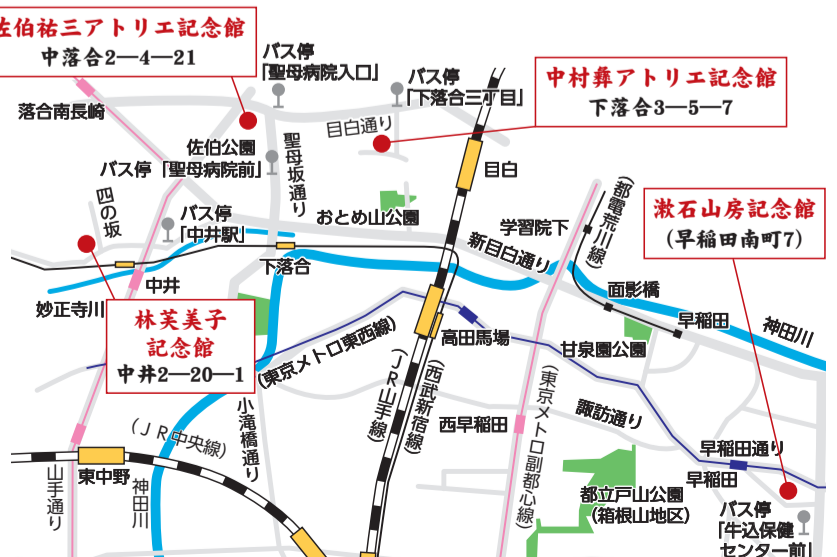 佐伯祐三アトリエ記念館
中落合2―4―21
バス停
「聖母病院入口」
バス停
「下落合三丁目」
中村彝アトリエ記念館
下落合3―5―7
落合南長崎
目白通り
佐伯公園
バス停「聖母病院前」
聖母坂通り
目白
四の坂
バス停
「中井駅」
おとめ山公園
学習院下
(都電荒川線)
漱石山房記念館
(早稲田南町7)
新目白通り
下落合
中井
妙正寺川
面影橋
早稲田
神田川
林芙美子
記念館
中井2―20―1
(東京メトロ東西線)
高田馬場
甘泉園公園
(JR山手線)
(西武新宿線)
(東京メトロ副都心線)
小滝橋通り
(JR中央線)
西早稲田
諏訪通り
早稲田通り
早稲田
東中野
山手通り
神田川
都立戸山公園
(箱根山地区)
バス停
「牛込保健
センター前」